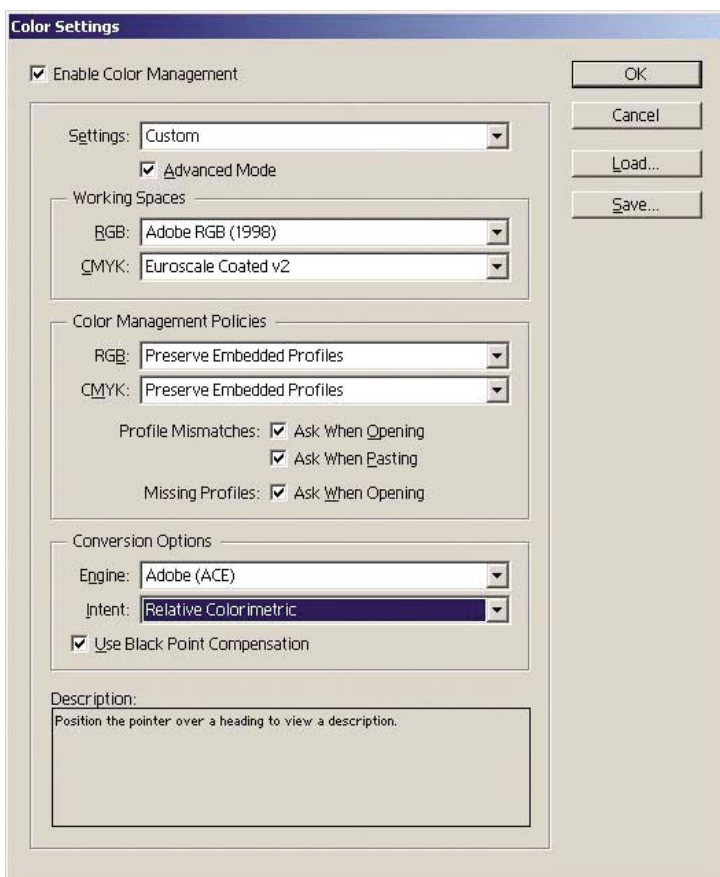 Color Settings
Enable Color Management
OK
Cancel
Load...
Save...
Settings: Custom
Advanced Mode
Working Spaces
RGB: Adobe RGB (1998)
CMYK: Euroscale Coated v2
Color Management Policies
RGB: Preserve Embedded Profiles
CMYK: Preserve Embedded Profiles
Profile Mismatches: Ask When Opening
Ask When Pasting
Missing Profiles: Ask When Opening
Conversion Options
Engine: Adobe (ACE)
Intent: Relative Colorimetric
Use Black Point Compensation
Description:
Position the pointer over a heading to view a description.